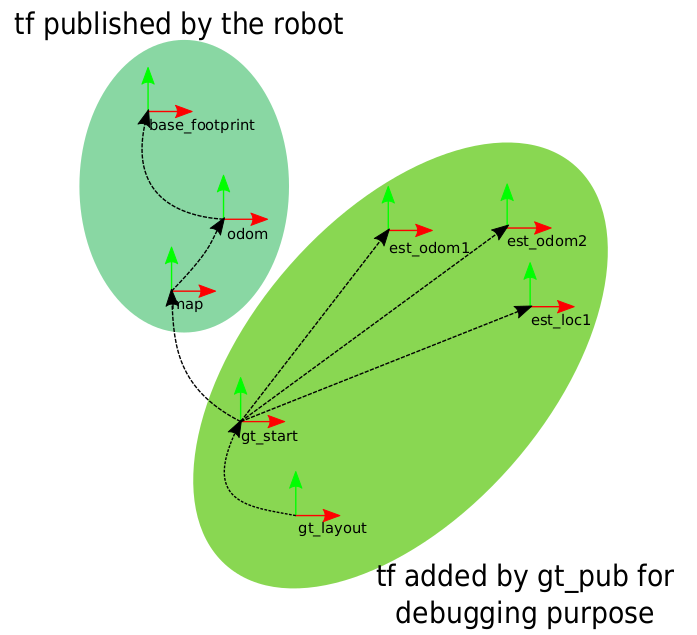 tf published by the robot
base_footprint
odom
map
est_odom1
est_odom2
est_loc1
gt_start
gt_layout
tf added by gt_pub for
debugging purpose